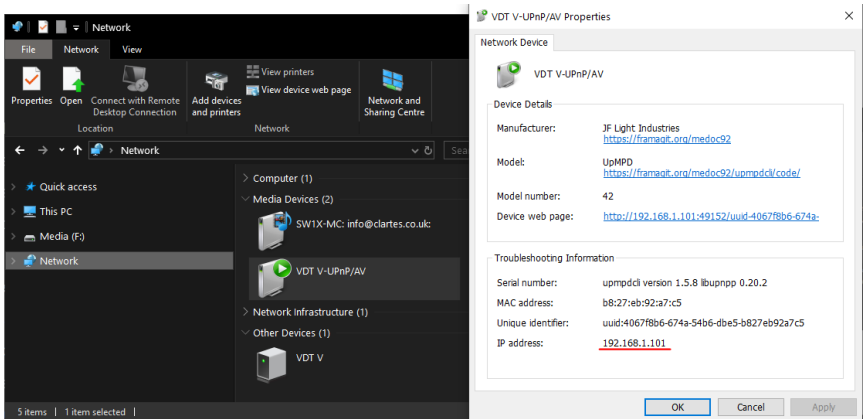 Network
File
Network
View
Properties
Open
Connect with Remote
Desktop Connection
Add devices
and printers
View printers
View device web page
Network and
Sharing Centre
Location
Network
Network
Sea
Quick access
This PC
Media (F:)
Network
Computer (1)
Media Devices (2)
SW1X-MC: info@clartes.co.uk:
VDT V-UPnP/AV
Network Infrastructure (1)
Other Devices (1)
VDT V
5 items
1 item selected
VDT V-UPnP/AV Properties
Network Device
VDT V-UPnP/AV
Device Details
Manufacturer:
JF Light Industries
https://framagit.org/medoc92
Model:
UpMPD
https://framagit.org/medoc92/upmpdcli/code/
Model number:
42
Device web page:
http://192.168.1.101:49152/uuid-4067f8b6-674a-
Troubleshooting Information
Serial number:
upmpdcli version 1.5.8 libupnpp 0.20.2
MAC address:
b8:27:eb:92:a7:c5
Unique identifier:
uuid:4067f8b6-674a-54b6-dbe5-b827eb92a7c5
IP address:
192.168.1.101
OK
Cancel
Apply